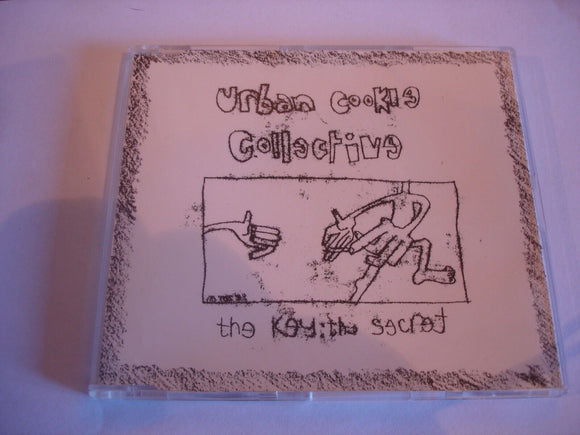 urban cookie
collective
the key: the secret